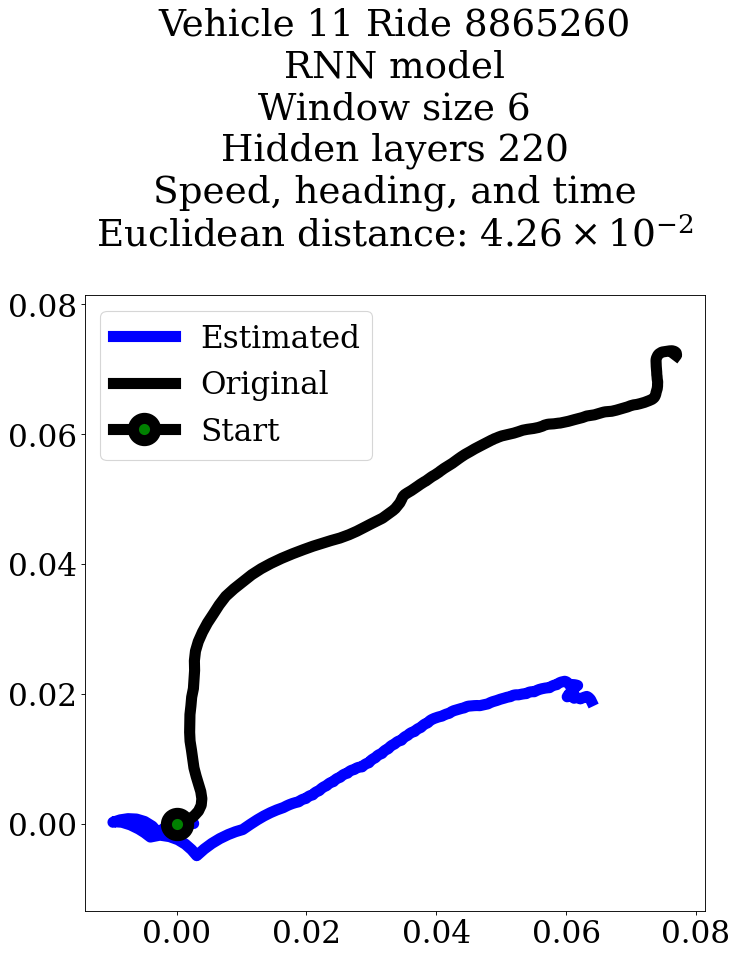 Vehicle 11 Ride 8865260
RNN model
Window size 6
Hidden layers 220
Speed, heading, and time
Euclidean distance: 4.26 × 10⁻²
Estimated
Original
Start
0.08
0.06
0.04
0.02
0.00
0.00 0.02 0.04 0.06 0.08